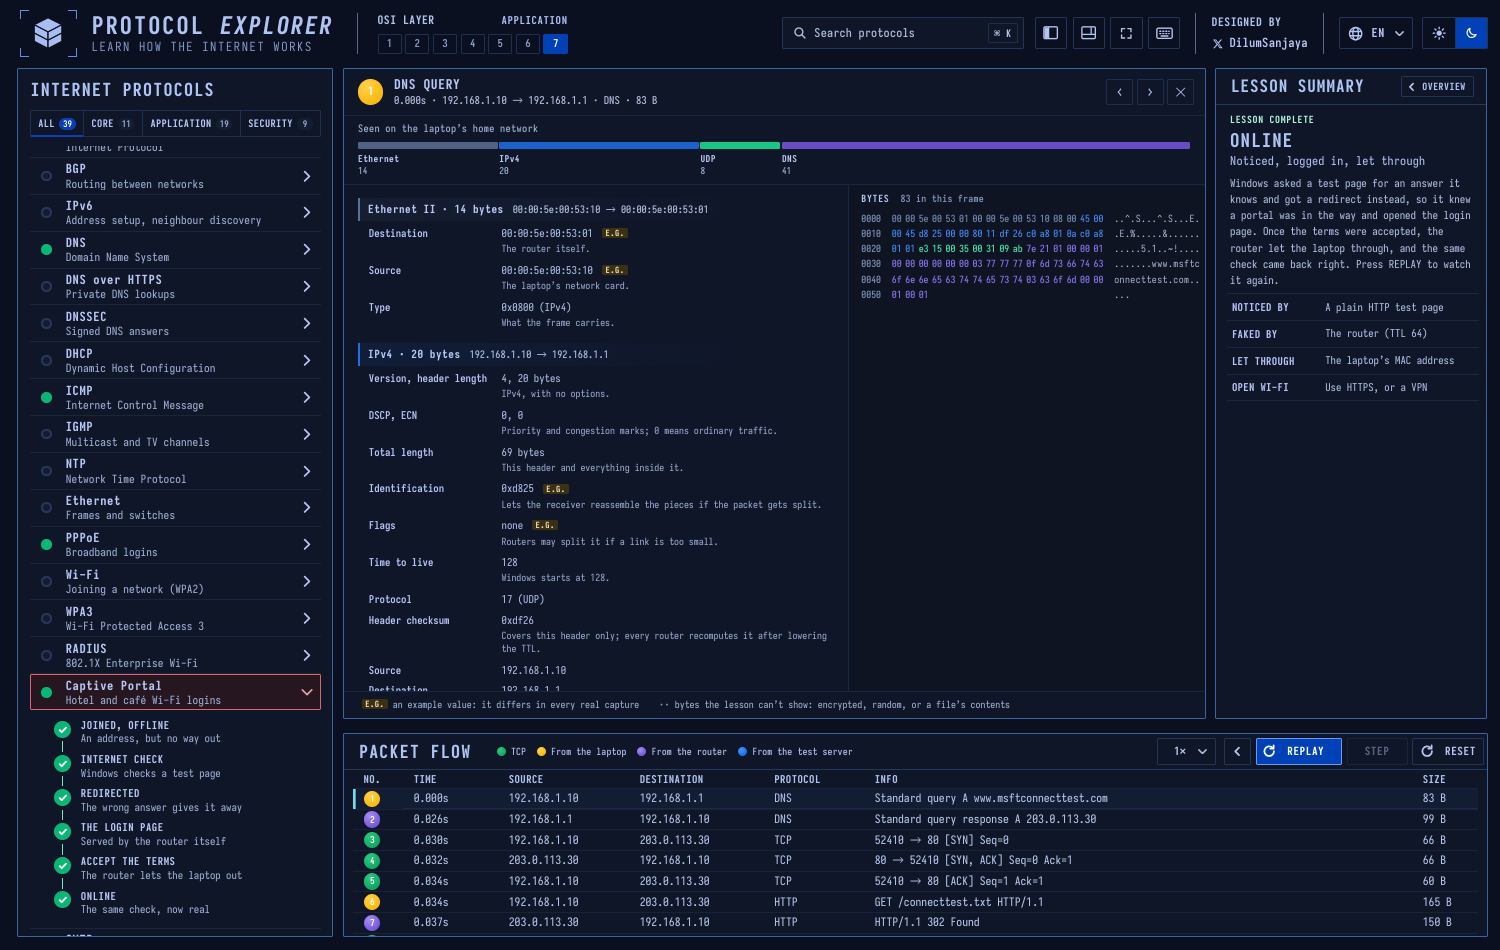 PROTOCOL EXPLORER
LEARN HOW THE INTERNET WORKS
OSI LAYER APPLICATION
1 2 3 4 5 6 7
Search protocols ⌘ K
DESIGNED BY
DilumSanjaya
EN
INTERNET PROTOCOLS
ALL 39 CORE 11 APPLICATION 19 SECURITY 9
Internet Protocol
BGP
Routing between networks
IPv6
Address setup, neighbour discovery
DNS
Domain Name System
DNS over HTTPS
Private DNS lookups
DNSSEC
Signed DNS answers
DHCP
Dynamic Host Configuration
ICMP
Internet Control Message
IGMP
Multicast and TV channels
NTP
Network Time Protocol
Ethernet
Frames and switches
PPPoE
Broadband logins
Wi-Fi
Joining a network (WPA2)
WPA3
Wi-Fi Protected Access 3
RADIUS
802.1X Enterprise Wi-Fi
Captive Portal
Hotel and café Wi-Fi logins
JOINED, OFFLINE
An address, but no way out
INTERNET CHECK
Windows checks a test page
REDIRECTED
The wrong answer gives it away
THE LOGIN PAGE
Served by the router itself
ACCEPT THE TERMS
The router lets the laptop out
ONLINE
The same check, now real
1 DNS QUERY
0.000s · 192.168.1.10 → 192.168.1.1 · DNS · 83 B
Seen on the laptop's home network
Ethernet IPv4 UDP DNS
14 20 8 41
Ethernet II · 14 bytes 00:00:5e:00:53:10 → 00:00:5e:00:53:01
Destination 00:00:5e:00:53:01 E.G.
The router itself.
Source 00:00:5e:00:53:10 E.G.
The laptop's network card.
Type 0x0800 (IPv4)
What the frame carries.
IPv4 · 20 bytes 192.168.1.10 → 192.168.1.1
Version, header length 4, 20 bytes
IPv4, with no options.
DSCP, ECN 0, 0
Priority and congestion marks; 0 means ordinary traffic.
Total length 69 bytes
This header and everything inside it.
Identification 0xd825 E.G.
Lets the receiver reassemble the pieces if the packet gets split.
Flags none E.G.
Routers may split it if a link is too small.
Time to live 128
Windows starts at 128.
Protocol 17 (UDP)
Header checksum 0xdf26
Covers this header only; every router recomputes it after lowering
the TTL.
Source 192.168.1.10
Destination 192.168.1.1
E.G. an example value: it differs in every real capture ·· bytes the lesson can't show: encrypted, random, or a file's contents
BYTES 83 in this frame
0000 00 00 5e 00 53 01 00 00 5e 00 53 10 08 00 45 00 ..^.S...^.S...E.
0010 00 45 d8 25 00 00 80 11 df 26 c0 a8 01 0a c0 a8 .E.%.....&......
0020 01 01 e3 15 00 35 00 31 09 ab 7e 21 01 00 00 01 .....5.1..~!....
0030 00 00 00 00 00 00 03 77 77 77 0f 6d 73 66 74 63 .......www.msftc
0040 6f 6e 6e 65 63 74 74 65 73 74 03 63 6f 6d 00 00 onnecttest.com..
0050 01 00 01 ...
LESSON SUMMARY OVERVIEW
LESSON COMPLETE
ONLINE
Noticed, logged in, let through
Windows asked a test page for an answer it
knows and got a redirect instead, so it knew
a portal was in the way and opened the login
page. Once the terms were accepted, the
router let the laptop through, and the same
check came back right. Press REPLAY to watch
it again.
NOTICED BY A plain HTTP test page
FAKED BY The router (TTL 64)
LET THROUGH The laptop's MAC address
OPEN WI-FI Use HTTPS, or a VPN
PACKET FLOW TCP From the laptop From the router From the test server 1× REPLAY STEP RESET
NO. TIME SOURCE DESTINATION PROTOCOL INFO SIZE
1 0.000s 192.168.1.10 192.168.1.1 DNS Standard query A www.msftconnecttest.com 83 B
2 0.026s 192.168.1.1 192.168.1.10 DNS Standard query response A 203.0.113.30 99 B
3 0.030s 192.168.1.10 203.0.113.30 TCP 52410 → 80 [SYN] Seq=0 66 B
4 0.032s 203.0.113.30 192.168.1.10 TCP 80 → 52410 [SYN, ACK] Seq=0 Ack=1 66 B
5 0.034s 192.168.1.10 203.0.113.30 TCP 52410 → 80 [ACK] Seq=1 Ack=1 60 B
6 0.034s 192.168.1.10 203.0.113.30 HTTP GET /connecttest.txt HTTP/1.1 165 B
7 0.037s 203.0.113.30 192.168.1.10 HTTP HTTP/1.1 302 Found 150 B